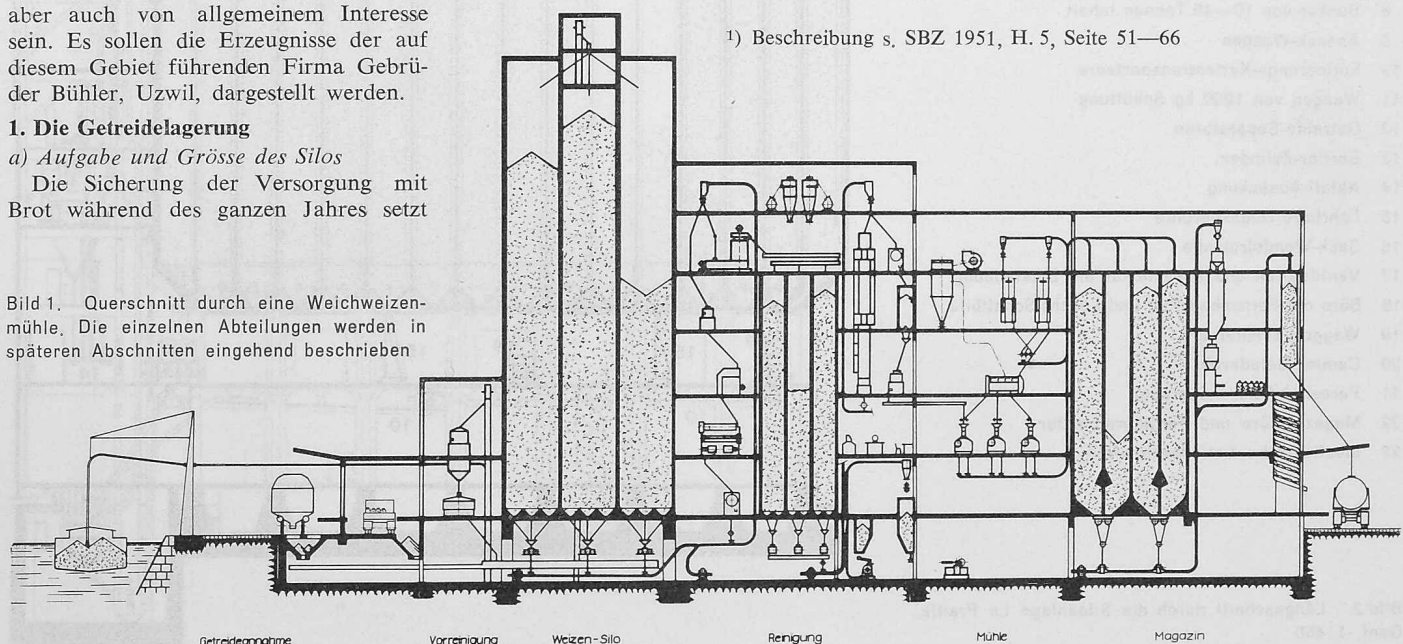 aber auch von allgemeinem Interesse
sein. Es sollen die Erzeugnisse der auf
diesem Gebiet führenden Firma Gebrü-
der Bühler, Uzwil, dargestellt werden.
1. Die Getreidelagerung
a) Aufgabe und Grösse des Silos
Die Sicherung der Versorgung mit
Brot während des ganzen Jahres setzt
¹) Beschreibung s. SBZ 1951, H. 5, Seite 51—66
Bild 1. Querschnitt durch eine Weichweizen-
mühle. Die einzelnen Abteilungen werden in
späteren Abschnitten eingehend beschrieben
Getreideannahme Vorreinigung Weizen-Silo Reinigung Mühle Magazin